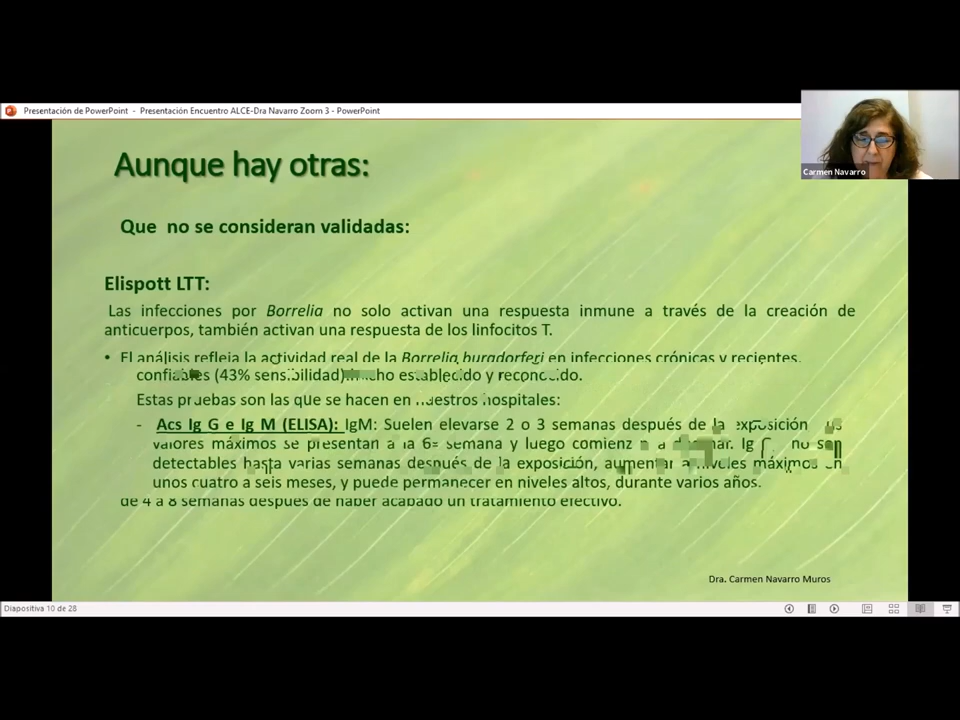 Presentación de PowerPoint - Presentación Encuentro ALCE-Dra Navarro Zoom 3 - PowerPoint
Carmen Navarro
Aunque hay otras:
Que no se consideran validadas:
Elispott LTT:
Las infecciones por Borrelia no solo activan una respuesta inmune a través de la creación de
anticuerpos, también activan una respuesta de los linfocitos T.
• El análisis refleja la actividad real de la Borrelia burgdorferi en infecciones crónicas y recientes.
confiables (43% sensibilidad) establecido y reconocido.
Estas pruebas son las que se hacen en nuestros hospitales:
- Acs Ig G e Ig M (ELISA): IgM: Suelen elevarse 2 o 3 semanas después de la exposición
valores máximos se presentan a la 6ª semana y luego Ig no son
detectables hasta varias semanas después de la exposición, aumentar a niveles máximos en
unos cuatro a seis meses, y puede permanecer en niveles altos, durante varios años.
de 4 a 8 semanas después de haber acabado un tratamiento efectivo.
Dra. Carmen Navarro Muros
Diapositiva 10 de 28